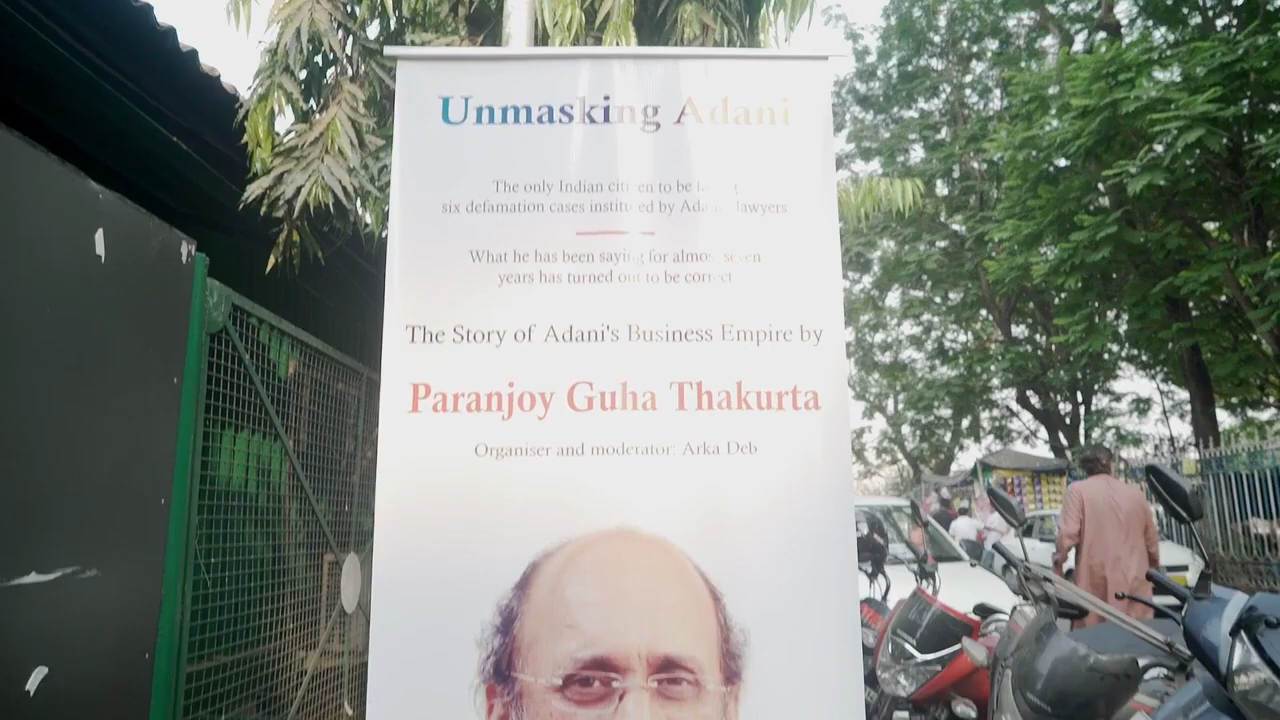 Unmasking Adani
The only Indian citizen to be
six defamation cases instituted by Adani lawyers
What he has been saying for almost seven
years has turned out to be correct
The Story of Adani's Business Empire by
Paranjoy Guha Thakurta
Organiser and moderator: Arka Deb